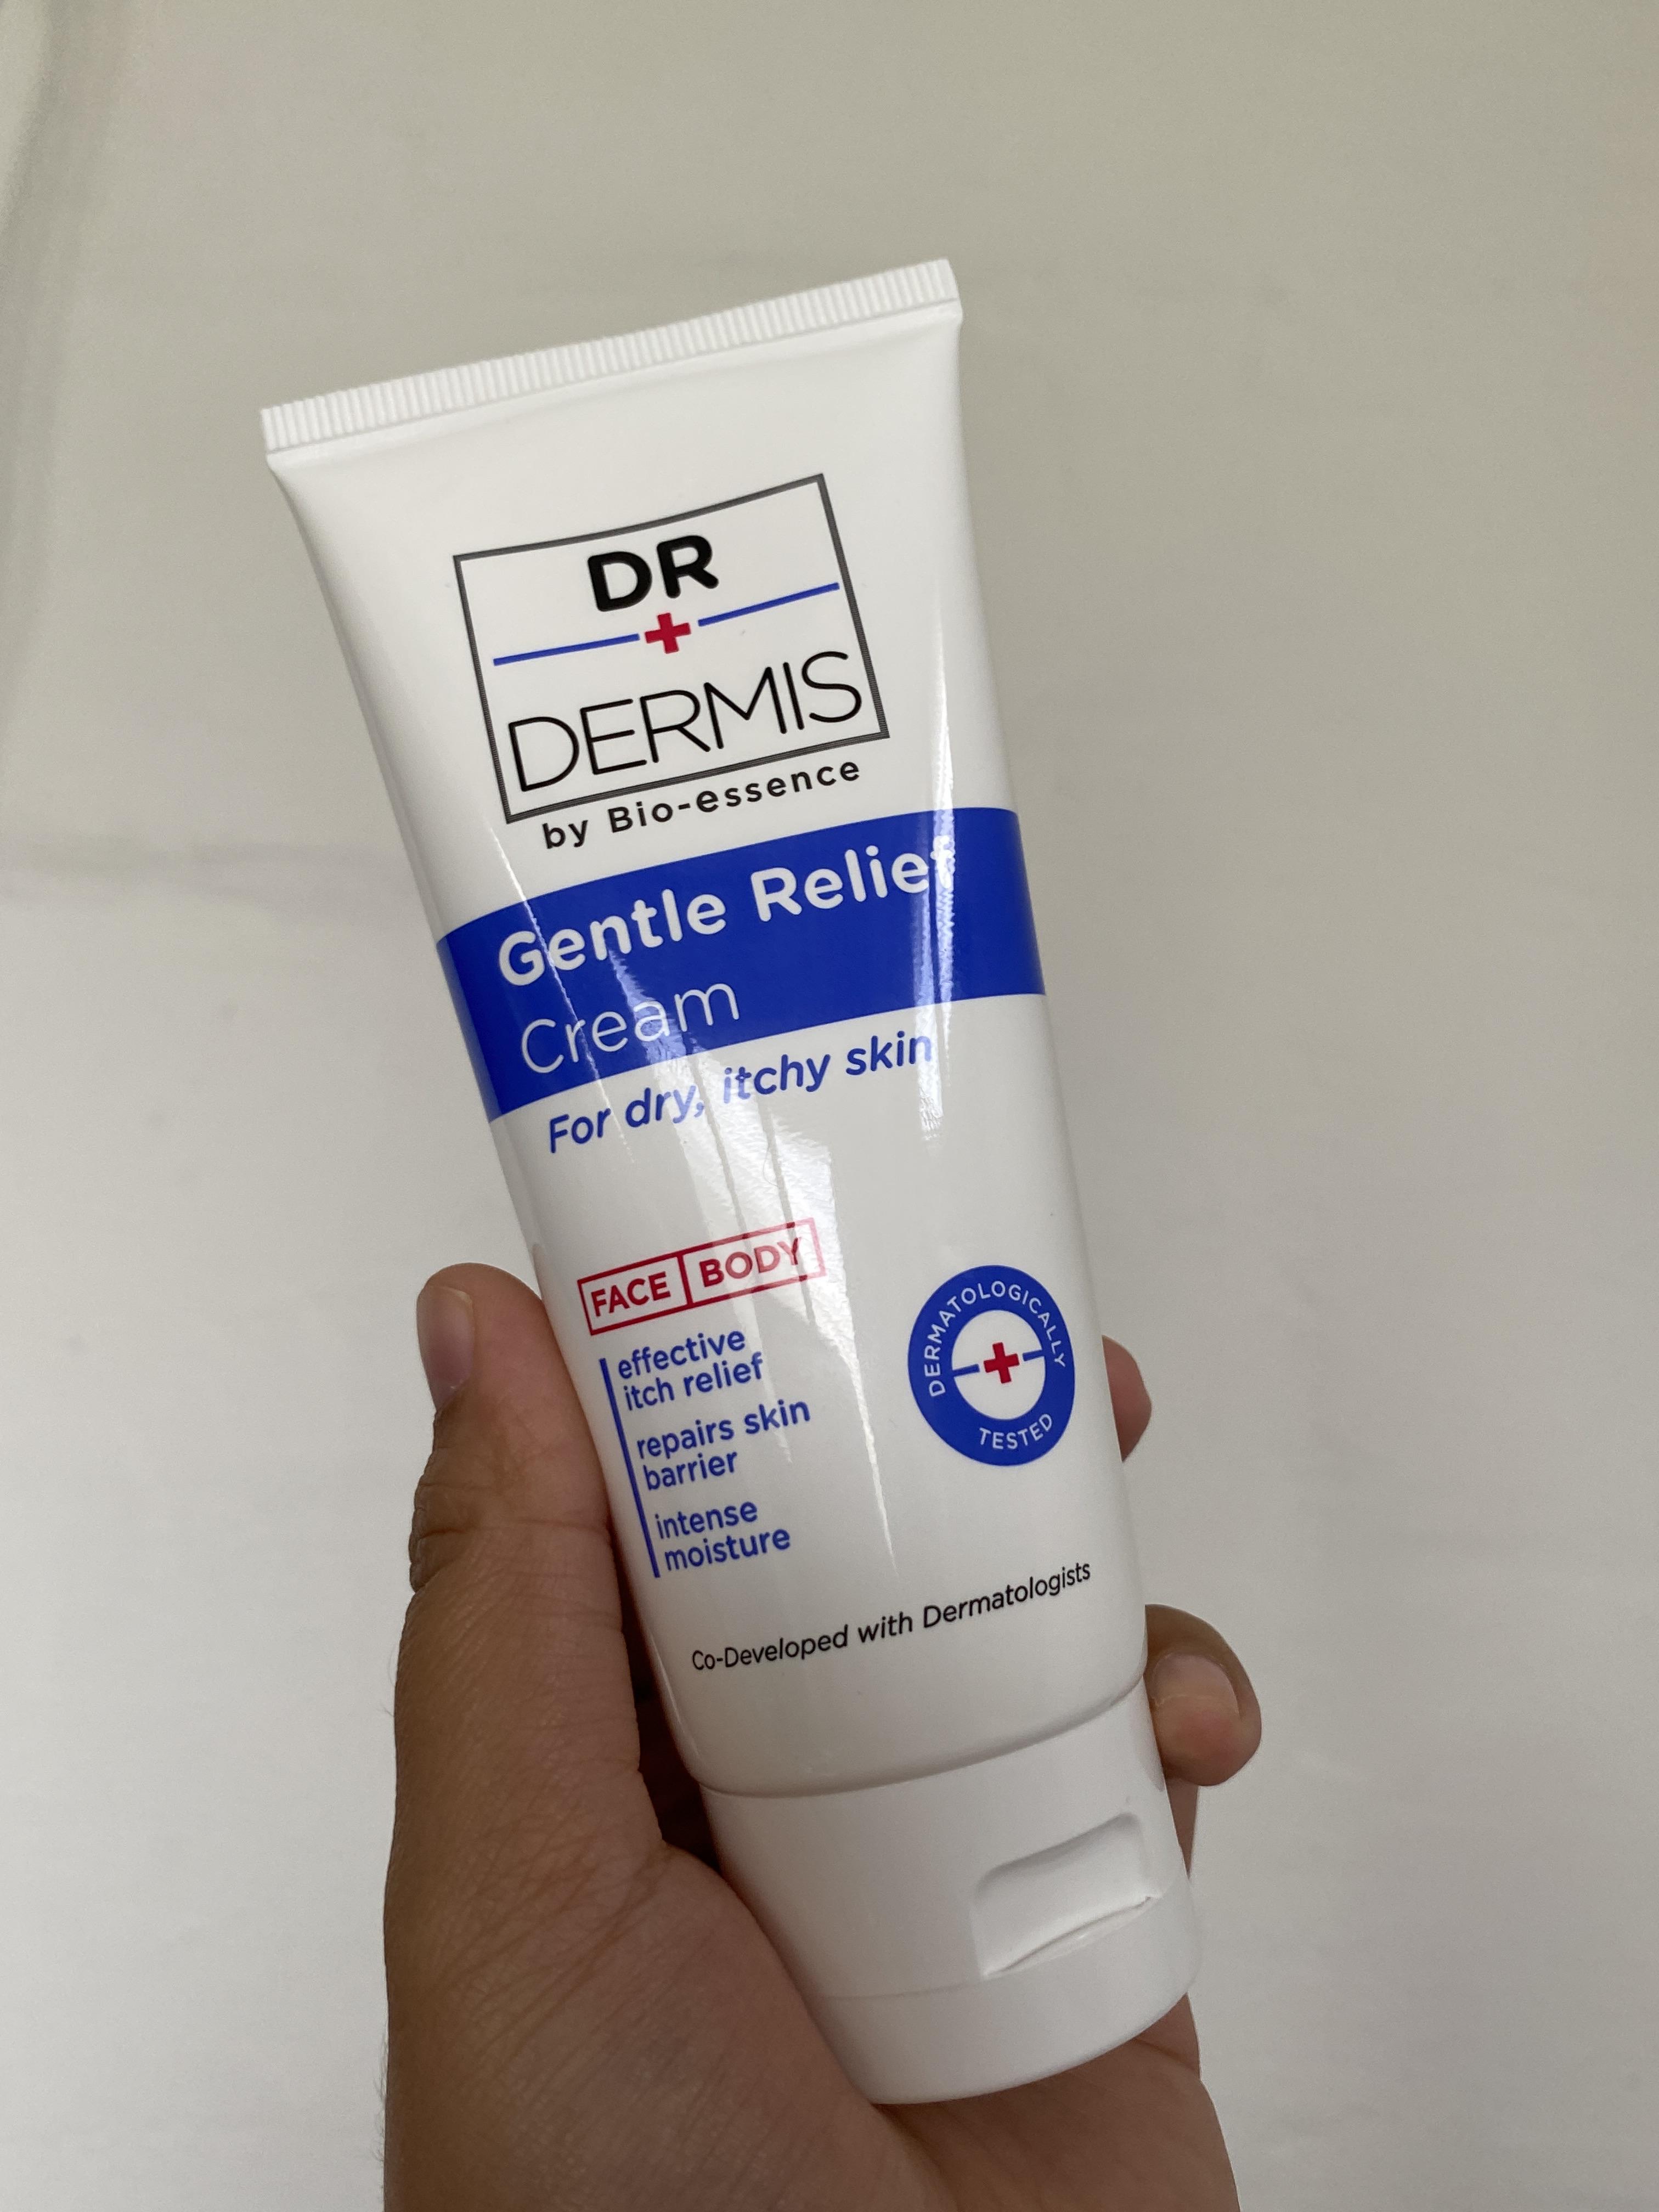 DR
DERMIS
by Bio-essence
Gentle Relief
Cream
For dry, itchy skin
FACE BODY
effective
itch relief
repairs skin
barrier
intense
moisture
DERMATOLOGICALLY
TESTED
Co-Developed with Dermatologists